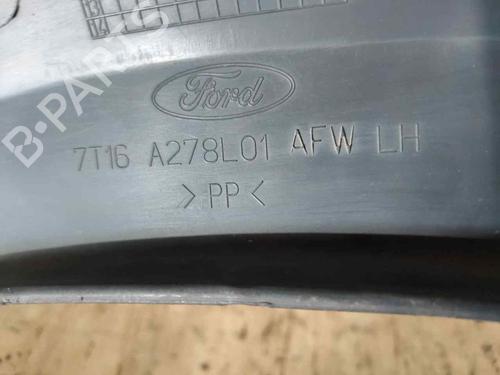 B-PARTS
Ford
7T16 A278L01 AFW LH
>PP<